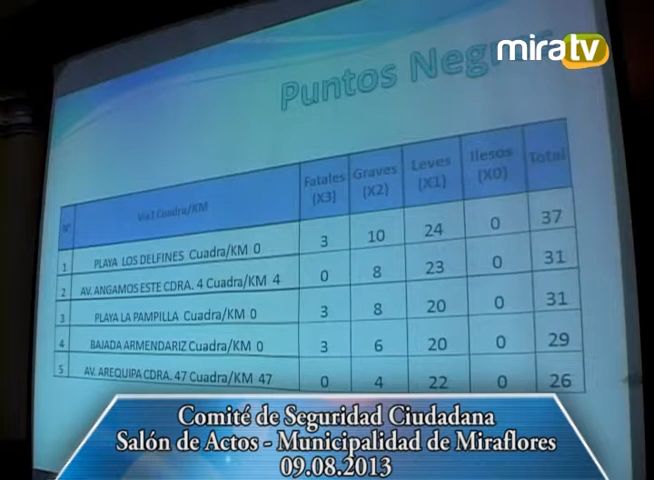 miratv
Puntos Negros
N° Via1 Cuadra/KM Fatales (X3) Graves (X2) Leves (X1) Ilesos (X0) Total
1 PLAYA LOS DELFINES Cuadra/KM 0 3 10 24 0 37
2 AV. ANGAMOS ESTE CDRA. 4 Cuadra/KM 4 0 8 23 0 31
3 PLAYA LA PAMPILLA Cuadra/KM 0 3 8 20 0 31
4 BAJADA ARMENDARIZ Cuadra/KM 0 3 6 20 0 29
5 AV. AREQUIPA CDRA. 47 Cuadra/KM 47 0 4 22 0 26
Comité de Seguridad Ciudadana
Salón de Actos - Municipalidad de Miraflores
09.08.2013